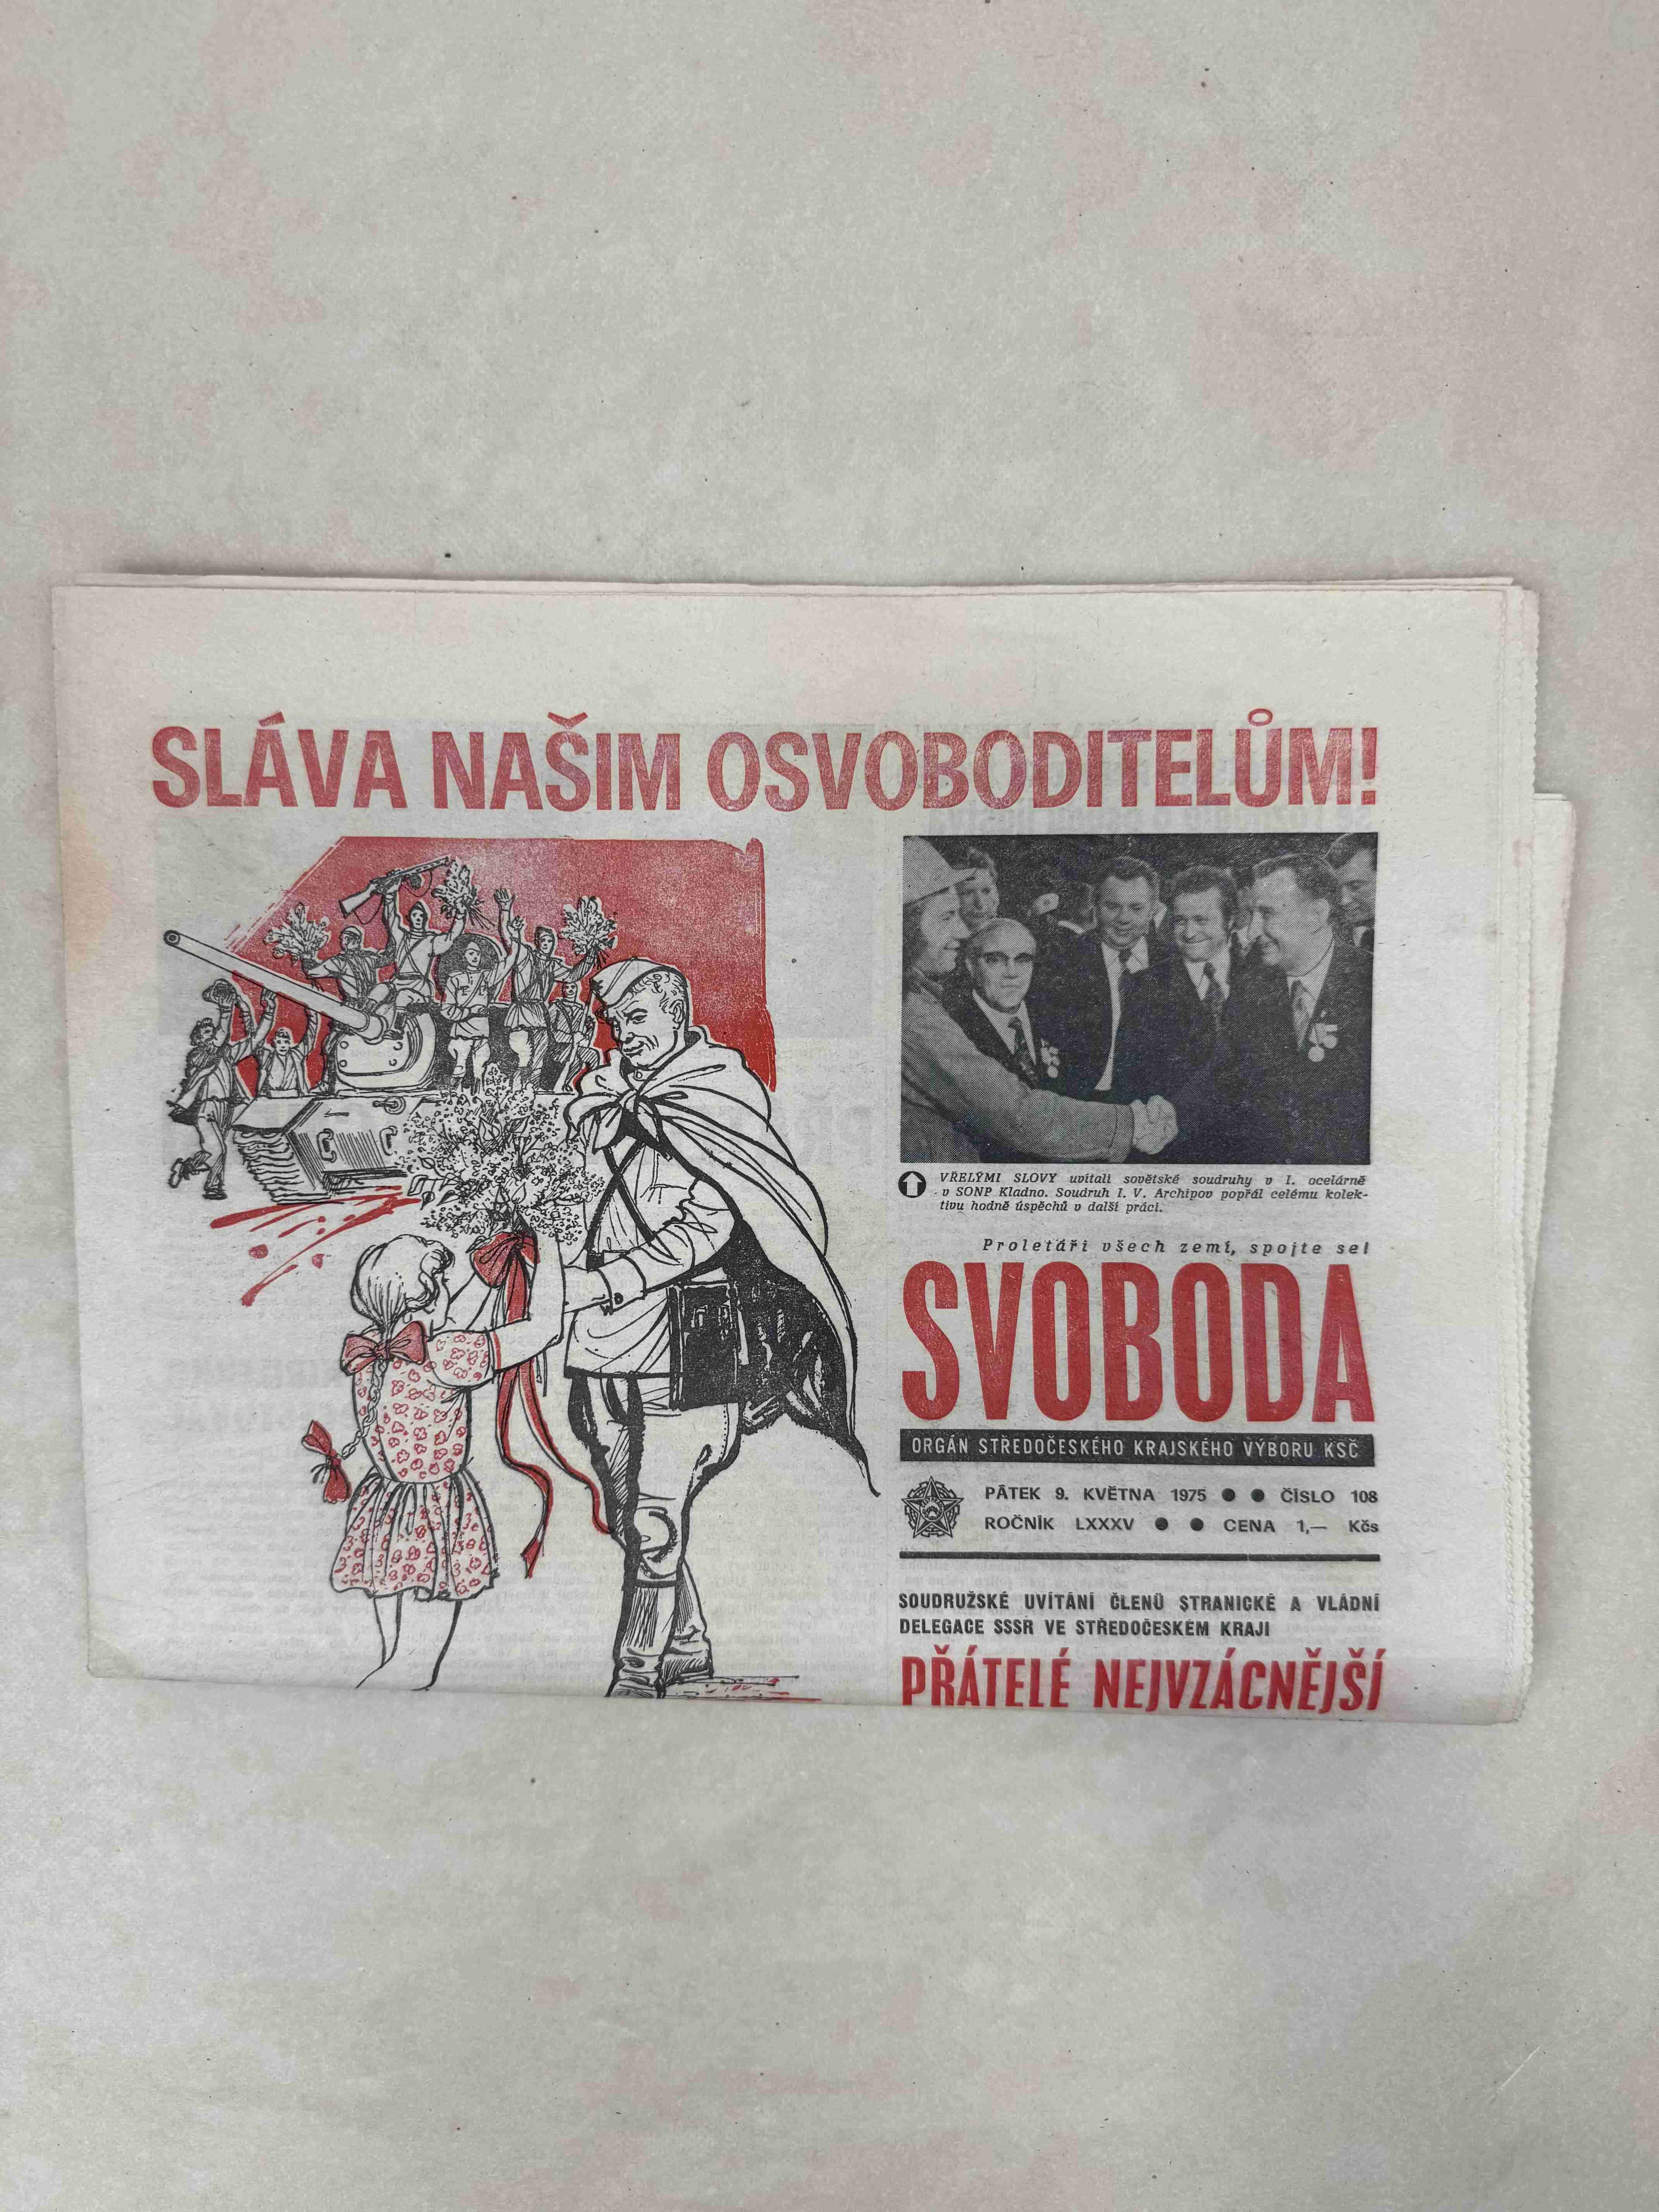 SLÁVA NAŠIM OSVOBODITELŮM!
VŘELÝMI SLOVY uvítali sovětské soudruhy v 1. ocelárně
v SONP Kladno. Soudruh I. V. Archipov popřál celému kolek-
tivu hodně úspěchů v další práci.
Proletáři všech zemí, spojte se!
SVOBODA
ORGÁN STŘEDOČESKÉHO KRAJSKÉHO VÝBORU KSČ
PÁTEK 9. KVĚTNA 1975 ● ● ČÍSLO 108
ROČNÍK LXXXV ● ● CENA 1,— Kčs
SOUDRUŽSKÉ UVÍTÁNÍ ČLENŮ STRANICKÉ A VLÁDNÍ
DELEGACE SSSR VE STŘEDOČESKÉM KRAJI
PŘÁTELÉ NEJVZÁCNĚJŠÍ